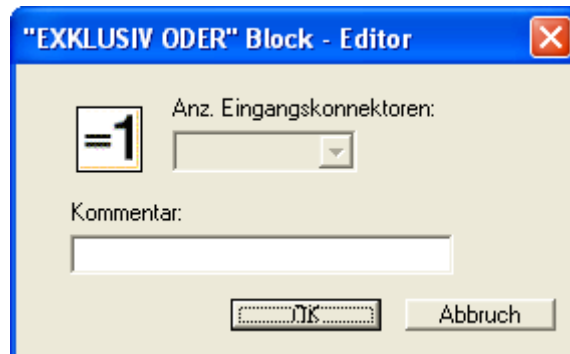 "EXKLUSIV ODER" Block - Editor
Anz. Eingangskonnektoren:
=1
Kommentar:
OK
Abbruch